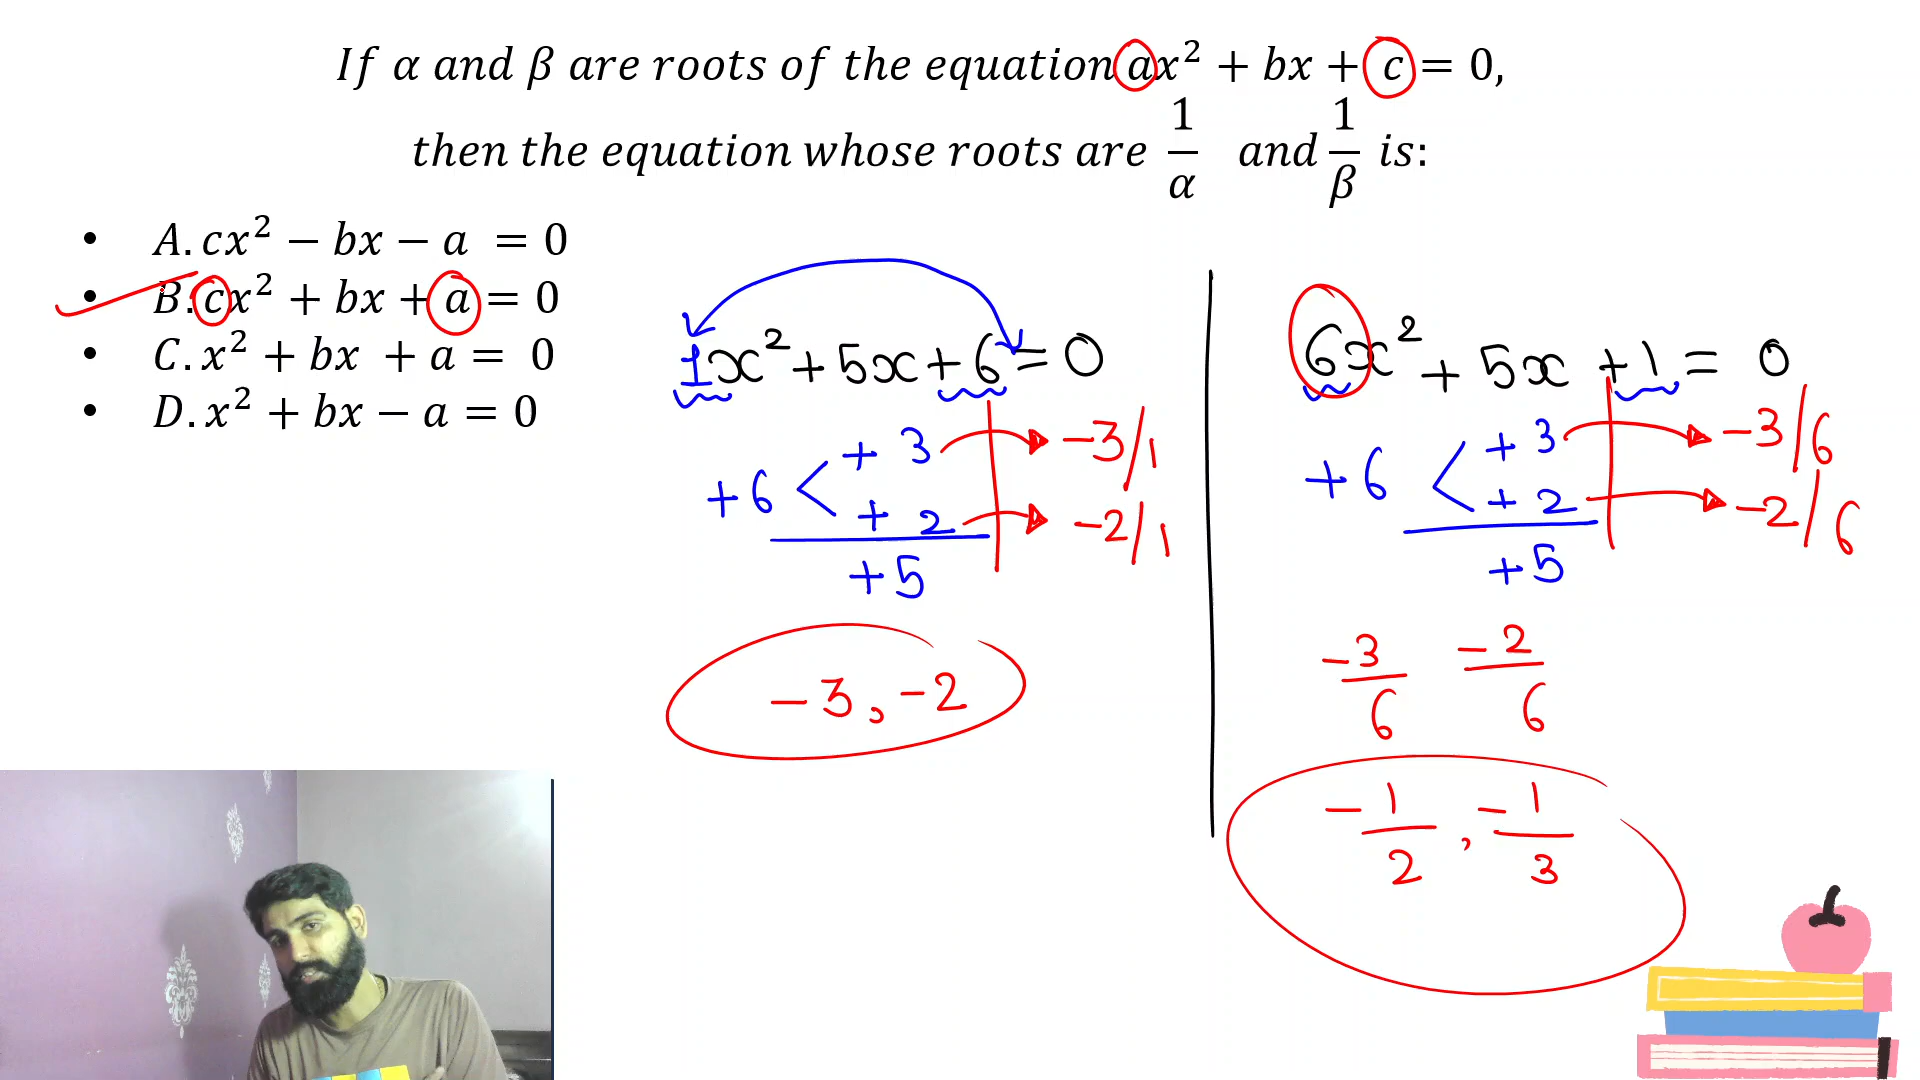 If α and β are roots of the equation ax² + bx + c = 0,
then the equation whose roots are 1/α and 1/β is:
• A. cx² − bx − a = 0
• B. cx² + bx + a = 0
• C. x² + bx + a = 0
• D. x² + bx − a = 0
1x² + 5x + 6 = 0
+6 < +3 → −3/1
+2 → −2/1
+5
−3, −2
6x² + 5x + 1 = 0
+6 < +3 → −3/6
+2 → −2/6
+5
−3/6 −2/6
−1/2, −1/3